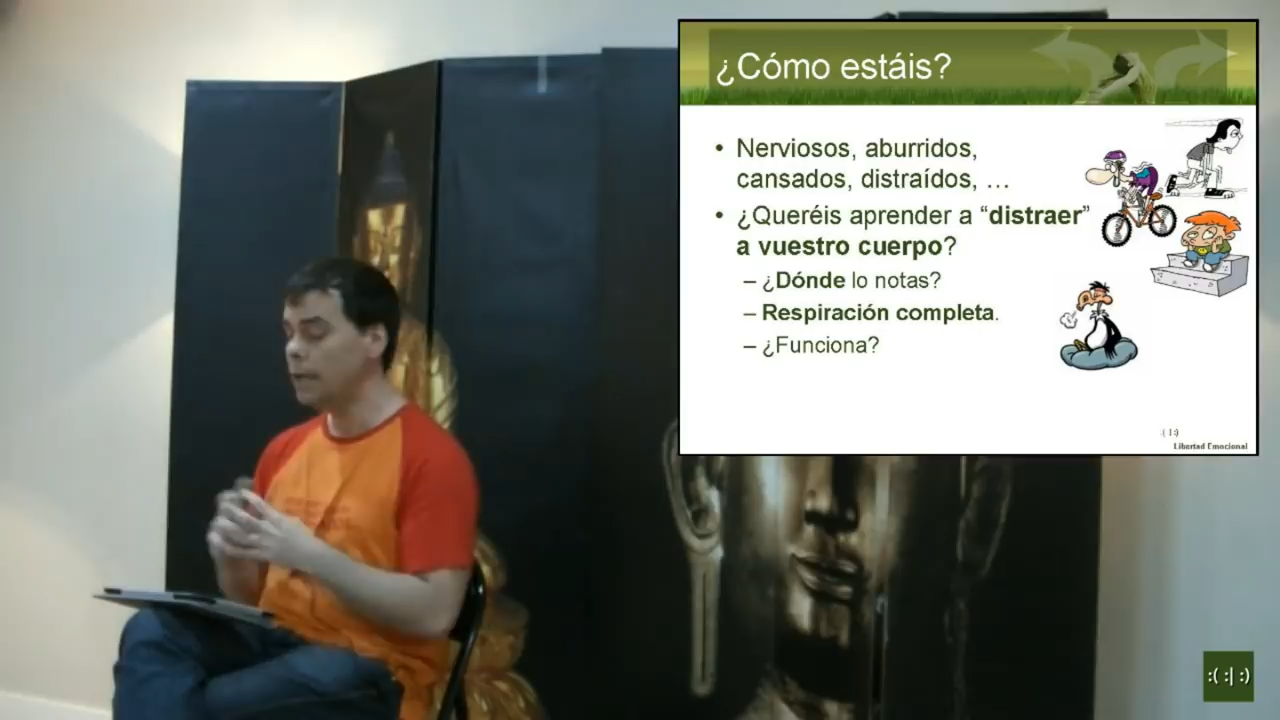 ¿Cómo estáis?
• Nerviosos, aburridos,
cansados, distraídos, …
• ¿Queréis aprender a “distraer”
a vuestro cuerpo?
– ¿Dónde lo notas?
– Respiración completa.
– ¿Funciona?
:( |:)
Libertad Emocional
:( :| :)